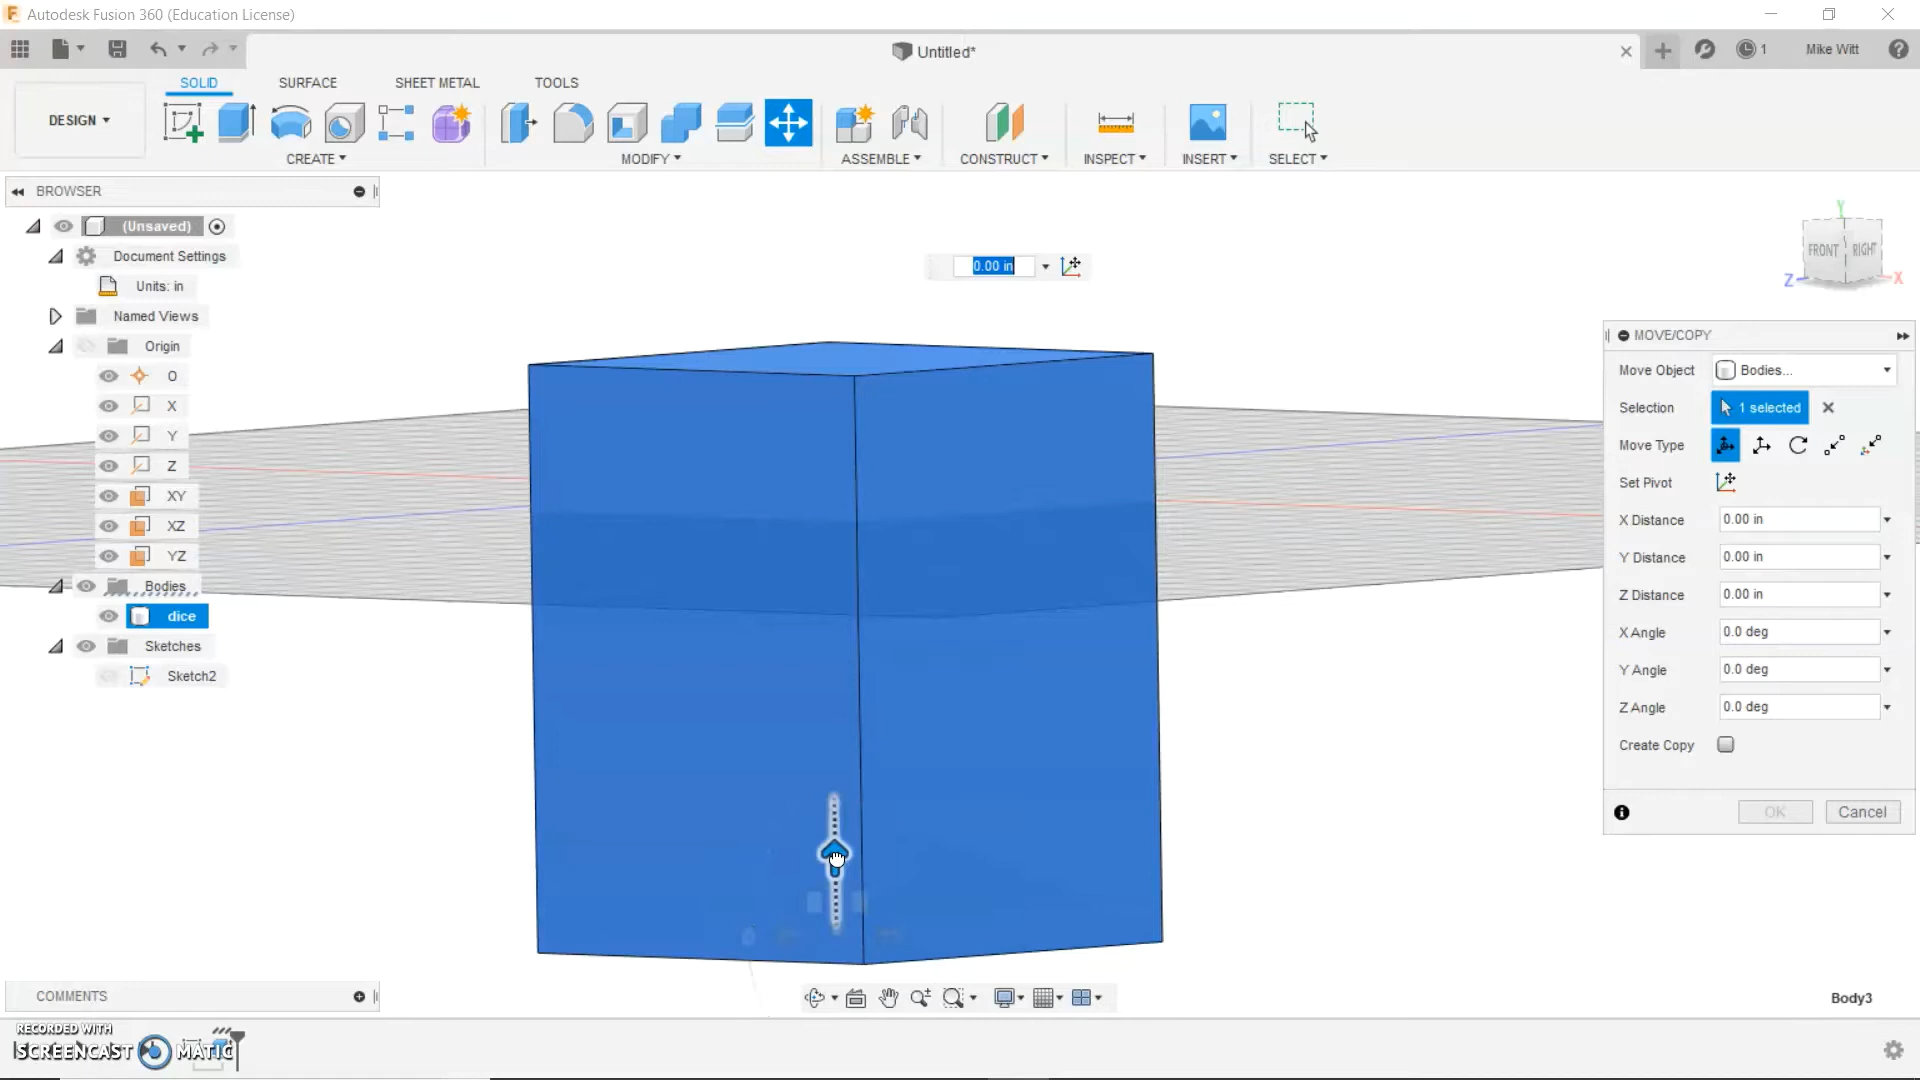 Autodesk Fusion 360 (Education License)
Untitled*
1
Mike Witt
SOLID
SURFACE
SHEET METAL
TOOLS
DESIGN
CREATE
MODIFY
ASSEMBLE
CONSTRUCT
INSPECT
INSERT
SELECT
BROWSER
(Unsaved)
Document Settings
Units: in
Named Views
Origin
O
X
Y
Z
XY
XZ
YZ
Bodies
dice
Sketches
Sketch2
0.00 in
Y
FRONT
RIGHT
Z
X
MOVE/COPY
Move Object
Bodies...
Selection
1 selected
Move Type
Set Pivot
X Distance
0.00 in
Y Distance
0.00 in
Z Distance
0.00 in
X Angle
0.0 deg
Y Angle
0.0 deg
Z Angle
0.0 deg
Create Copy
OK
Cancel
COMMENTS
Body3
RECORDED WITH
SCREENCAST MATIC